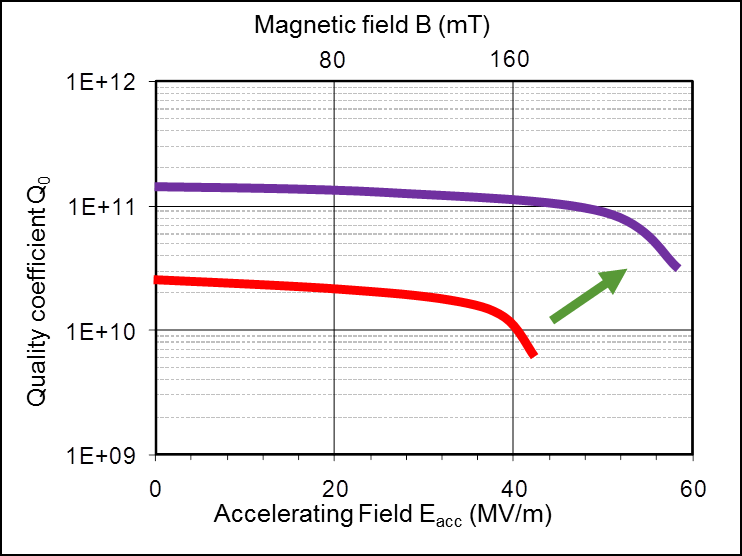 Magnetic field B (mT)
80 160
1E+12
1E+11
1E+10
1E+09
Quality coefficient Q0
0 20 40 60
Accelerating Field Eacc (MV/m)